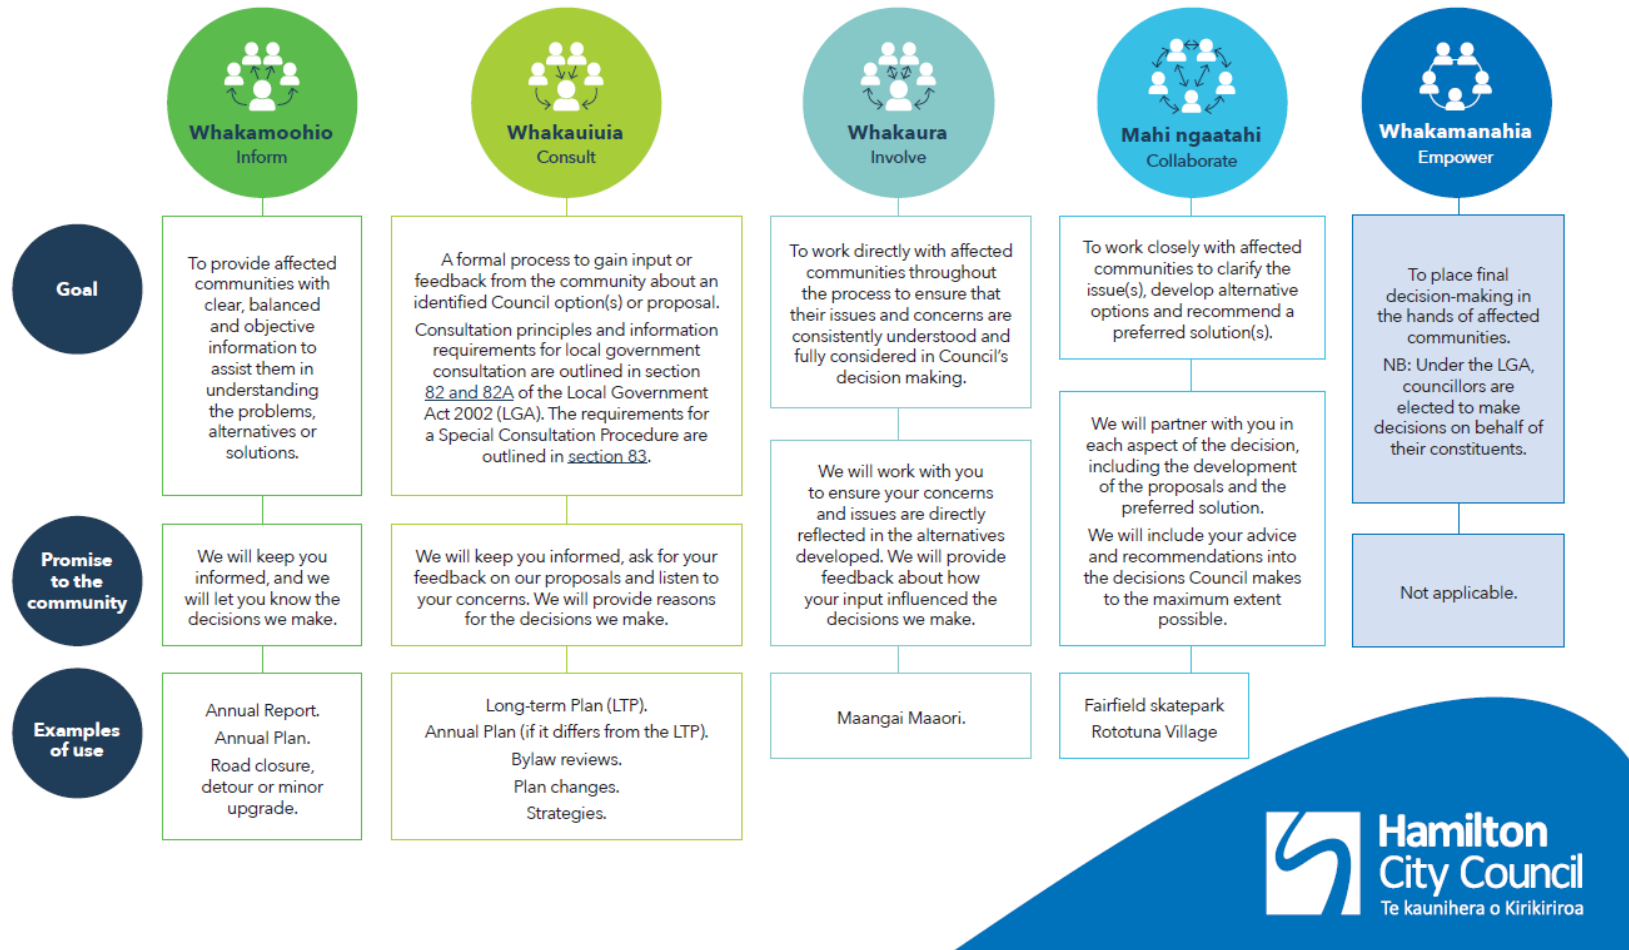 Whakamoohio
Inform
Whakauiuia
Consult
Whakaura
Involve
Mahi ngaatahi
Collaborate
Whakamanahia
Empower
Goal
To provide affected
communities with
clear, balanced
and objective
information to
assist them in
understanding
the problems,
alternatives or
solutions.
A formal process to gain input or
feedback from the community about an
identified Council option(s) or proposal.
Consultation principles and information
requirements for local government
consultation are outlined in section
82 and 82A of the Local Government
Act 2002 (LGA). The requirements for
a Special Consultation Procedure are
outlined in section 83.
To work directly with affected
communities throughout
the process to ensure that
their issues and concerns are
consistently understood and
fully considered in Council's
decision making.
To work closely with affected
communities to clarify the
issue(s), develop alternative
options and recommend a
preferred solution(s).
To place final
decision-making in
the hands of affected
communities.
NB: Under the LGA,
councillors are
elected to make
decisions on behalf of
their constituents.
Promise
to the
community
We will keep you
informed, and we
will let you know the
decisions we make.
We will keep you informed, ask for your
feedback on our proposals and listen to
your concerns. We will provide reasons
for the decisions we make.
We will work with you
to ensure your concerns
and issues are directly
reflected in the alternatives
developed. We will provide
feedback about how
your input influenced the
decisions we make.
We will partner with you in
each aspect of the decision,
including the development
of the proposals and the
preferred solution.
We will include your advice
and recommendations into
the decisions Council makes
to the maximum extent
possible.
Not applicable.
Examples
of use
Annual Report.
Annual Plan.
Road closure,
detour or minor
upgrade.
Long-term Plan (LTP).
Annual Plan (if it differs from the LTP).
Bylaw reviews.
Plan changes.
Strategies.
Maangai Maaori.
Fairfield skatepark
Rototuna Village
Hamilton
City Council
Te kaunihera o Kirikiriroa